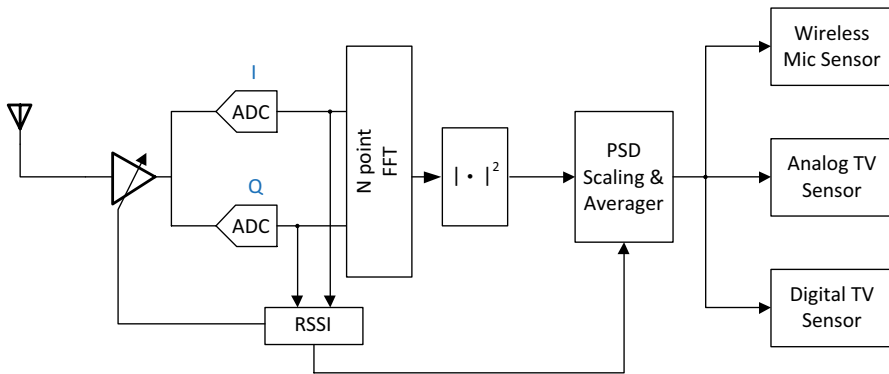 I
ADC
Q
ADC
N point
FFT
| • |²
PSD
Scaling &
Averager
RSSI
Wireless
Mic Sensor
Analog TV
Sensor
Digital TV
Sensor